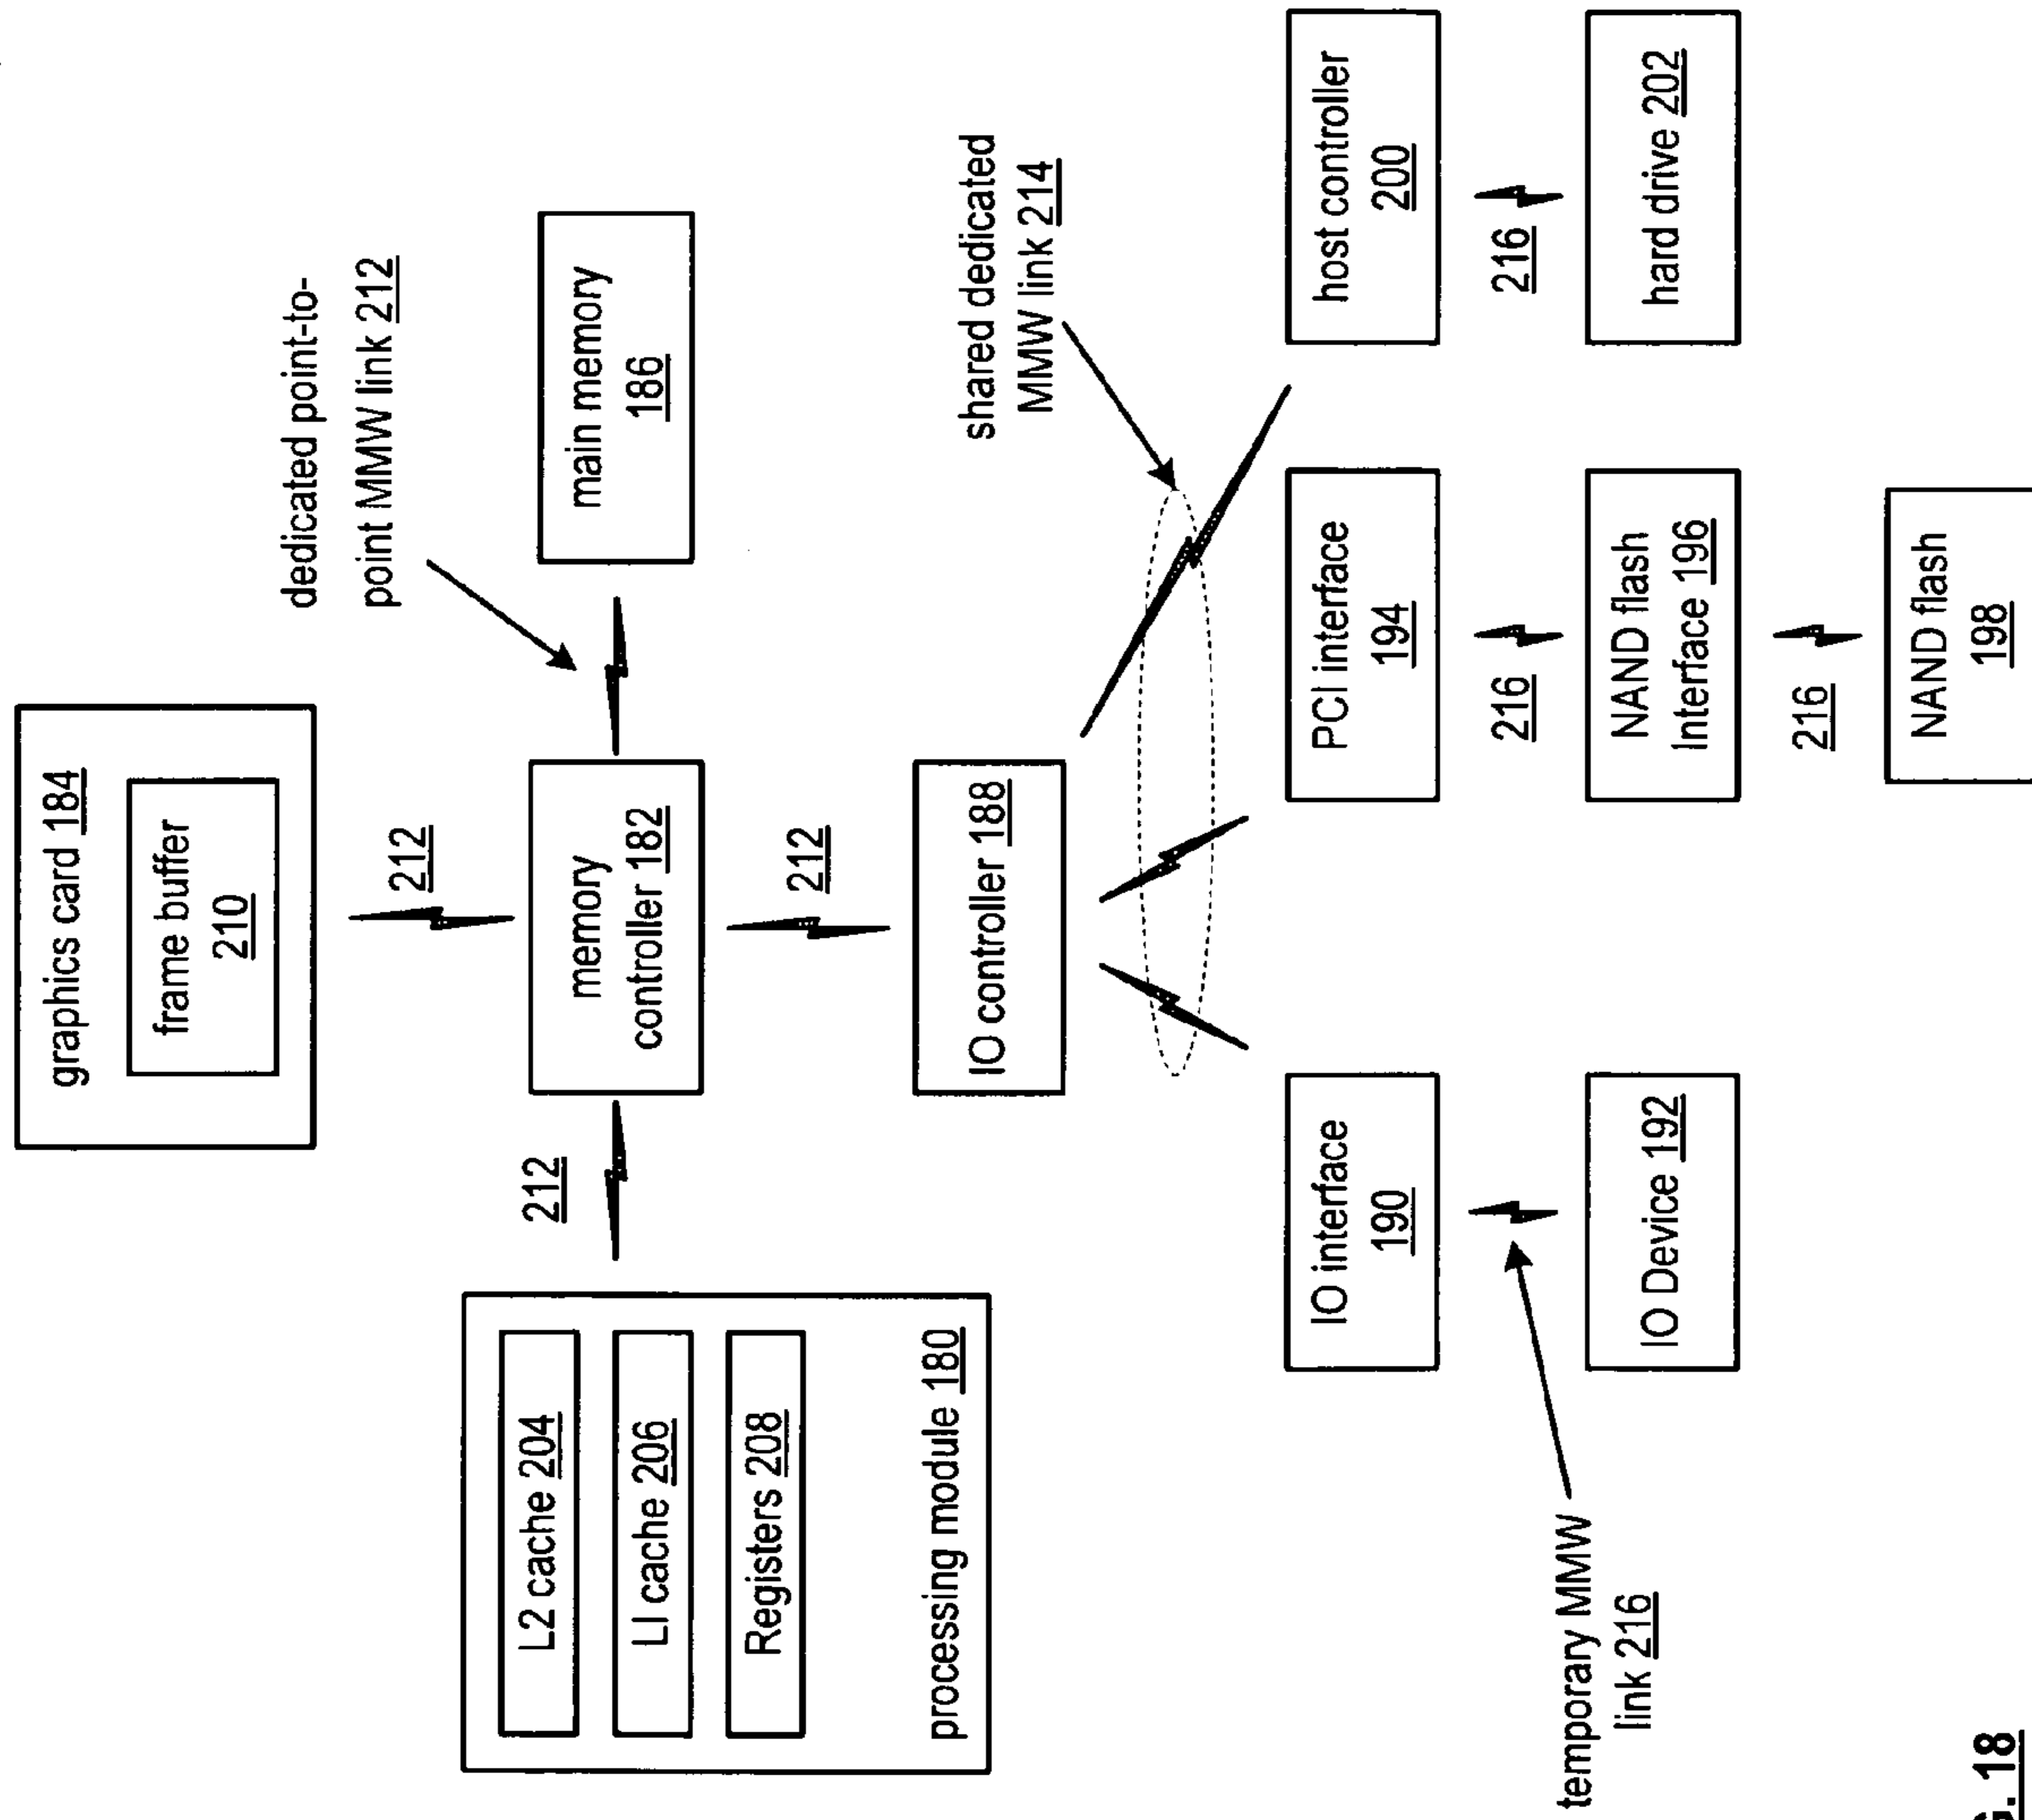 graphics card 184
frame buffer
210
dedicated point-to-
point MMW link 212
212
212
L2 cache 204
LI cache 206
Registers 208
processing module 180
memory
controller 182
main memory
186
212
IO controller 188
shared dedicated
MMW link 214
IO interface
190
PCI interface
194
host controller
200
temporary MMW
link 216
216
216
IO Device 192
NAND flash
Interface 196
hard drive 202
216
NAND flash
198
G. 18